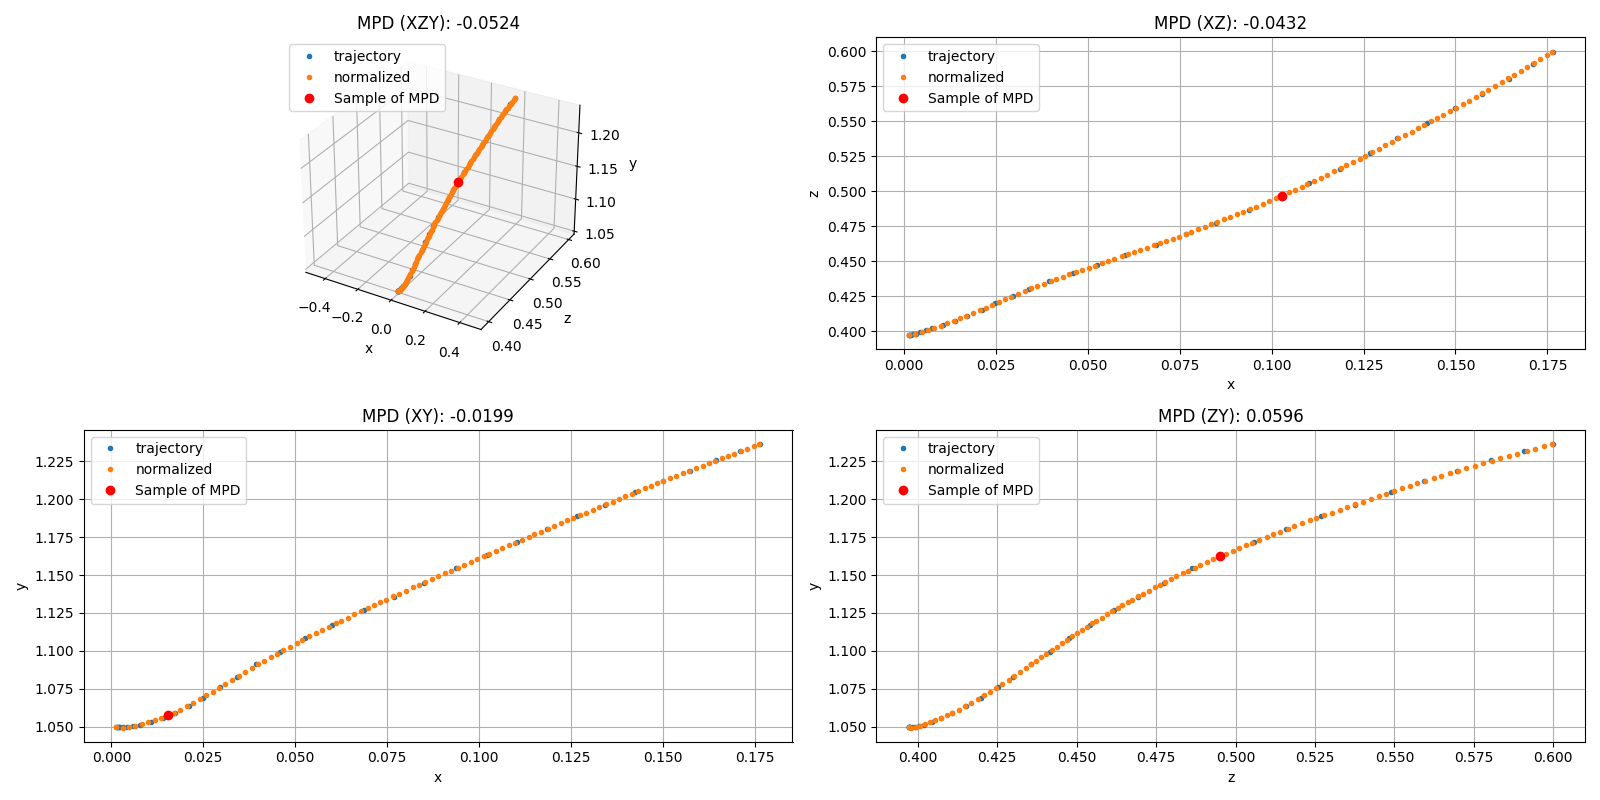 MPD (XZY): -0.0524
trajectory
normalized
Sample of MPD
1.20
1.15
1.10
1.05
y
0.60
0.55
0.50
0.45
0.40
z
−0.4
−0.2
0.0
0.2
0.4
x
MPD (XZ): -0.0432
trajectory
normalized
Sample of MPD
0.600
0.575
0.550
0.525
0.500
0.475
0.450
0.425
0.400
z
0.000 0.025 0.050 0.075 0.100 0.125 0.150 0.175
x
MPD (XY): -0.0199
trajectory
normalized
Sample of MPD
1.225
1.200
1.175
1.150
1.125
1.100
1.075
1.050
y
0.000 0.025 0.050 0.075 0.100 0.125 0.150 0.175
x
MPD (ZY): 0.0596
trajectory
normalized
Sample of MPD
1.225
1.200
1.175
1.150
1.125
1.100
1.075
1.050
y
0.400 0.425 0.450 0.475 0.500 0.525 0.550 0.575 0.600
z